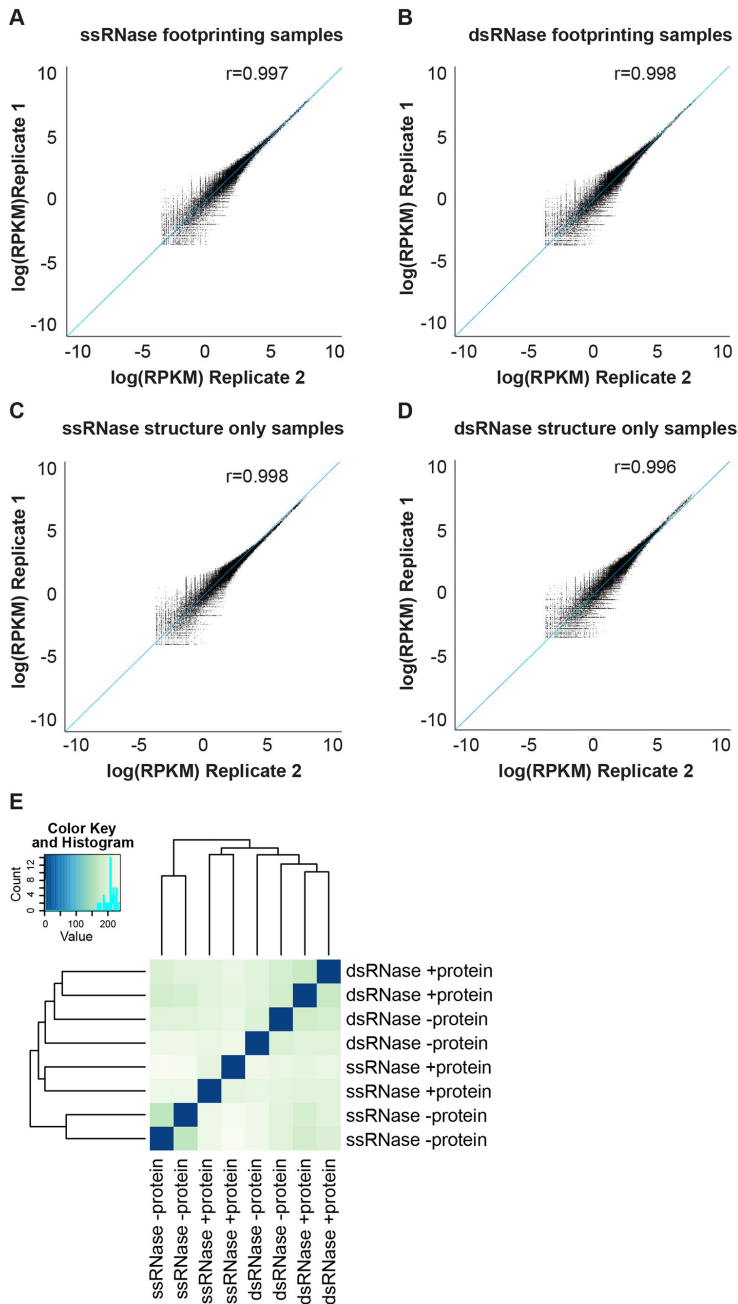 A
ssRNase footprinting samples
r=0.997
10
5
0
-5
-10
log(RPKM)Replicate 1
-10 -5 0 5 10
log(RPKM) Replicate 2
B
dsRNase footprinting samples
r=0.998
10
5
0
-5
-10
log(RPKM) Replicate 1
-10 -5 0 5 10
log(RPKM) Replicate 2
C
ssRNase structure only samples
r=0.998
10
5
0
-5
-10
log(RPKM) Replicate 1
-10 -5 0 5 10
log(RPKM) Replicate 2
D
dsRNase structure only samples
r=0.996
10
5
0
-5
-10
log(RPKM) Replicate 1
-10 -5 0 5 10
log(RPKM) Replicate 2
E
Color Key
and Histogram
Count
12
8
4
0
0 100 200
Value
dsRNase +protein
dsRNase +protein
dsRNase -protein
dsRNase -protein
ssRNase +protein
ssRNase +protein
ssRNase -protein
ssRNase -protein
ssRNase -protein
ssRNase -protein
ssRNase +protein
ssRNase +protein
dsRNase -protein
dsRNase -protein
dsRNase +protein
dsRNase +protein